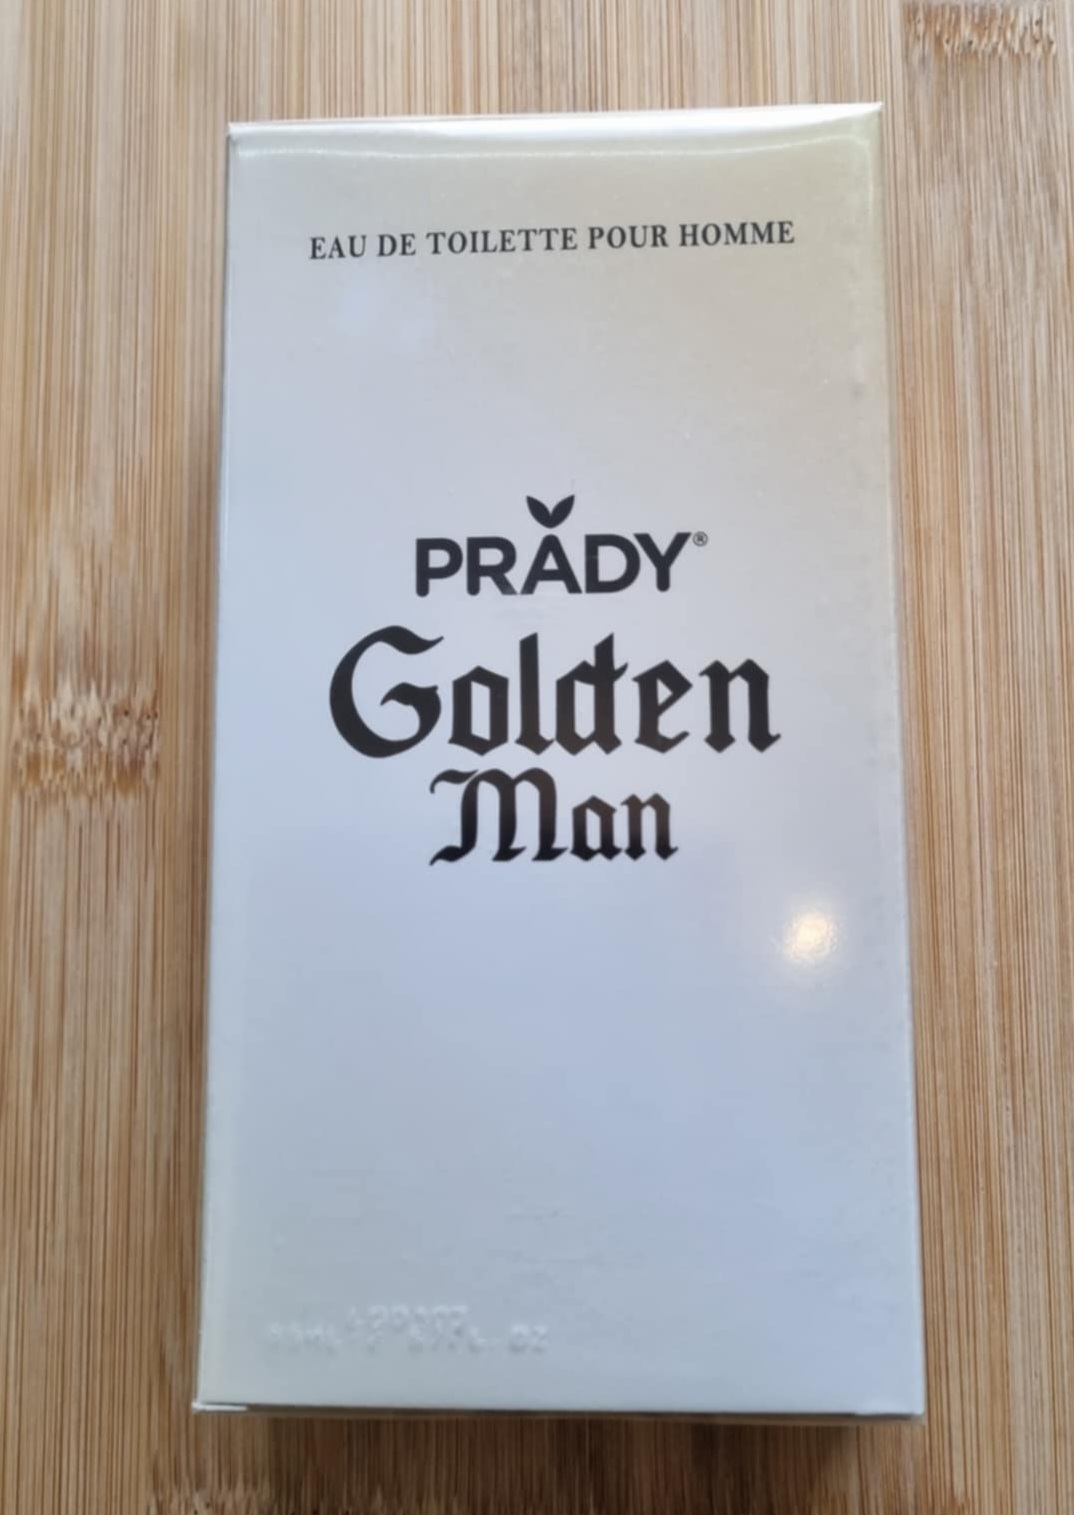 EAU DE TOILETTE POUR HOMME
PRADY®
Golden
Man